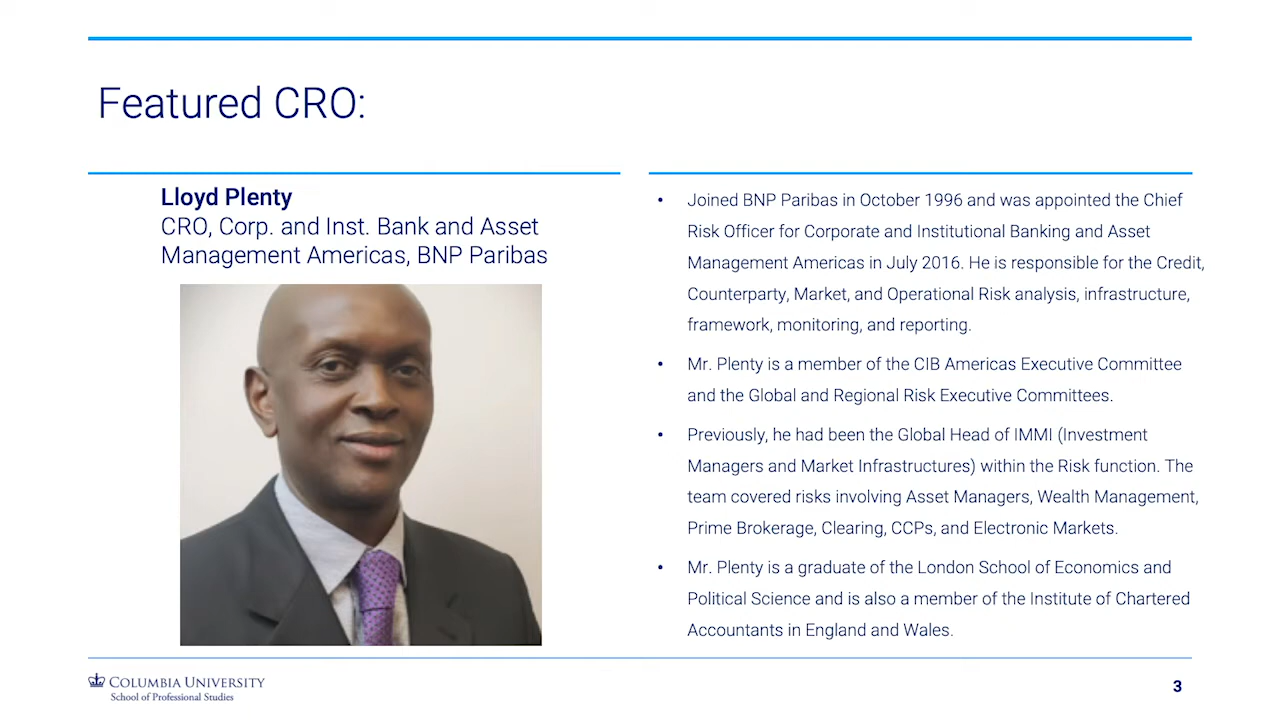 Featured CRO:
Lloyd Plenty
CRO, Corp. and Inst. Bank and Asset
Management Americas, BNP Paribas
• Joined BNP Paribas in October 1996 and was appointed the Chief
Risk Officer for Corporate and Institutional Banking and Asset
Management Americas in July 2016. He is responsible for the Credit,
Counterparty, Market, and Operational Risk analysis, infrastructure,
framework, monitoring, and reporting.
• Mr. Plenty is a member of the CIB Americas Executive Committee
and the Global and Regional Risk Executive Committees.
• Previously, he had been the Global Head of IMMI (Investment
Managers and Market Infrastructures) within the Risk function. The
team covered risks involving Asset Managers, Wealth Management,
Prime Brokerage, Clearing, CCPs, and Electronic Markets.
• Mr. Plenty is a graduate of the London School of Economics and
Political Science and is also a member of the Institute of Chartered
Accountants in England and Wales.
COLUMBIA UNIVERSITY
School of Professional Studies
3